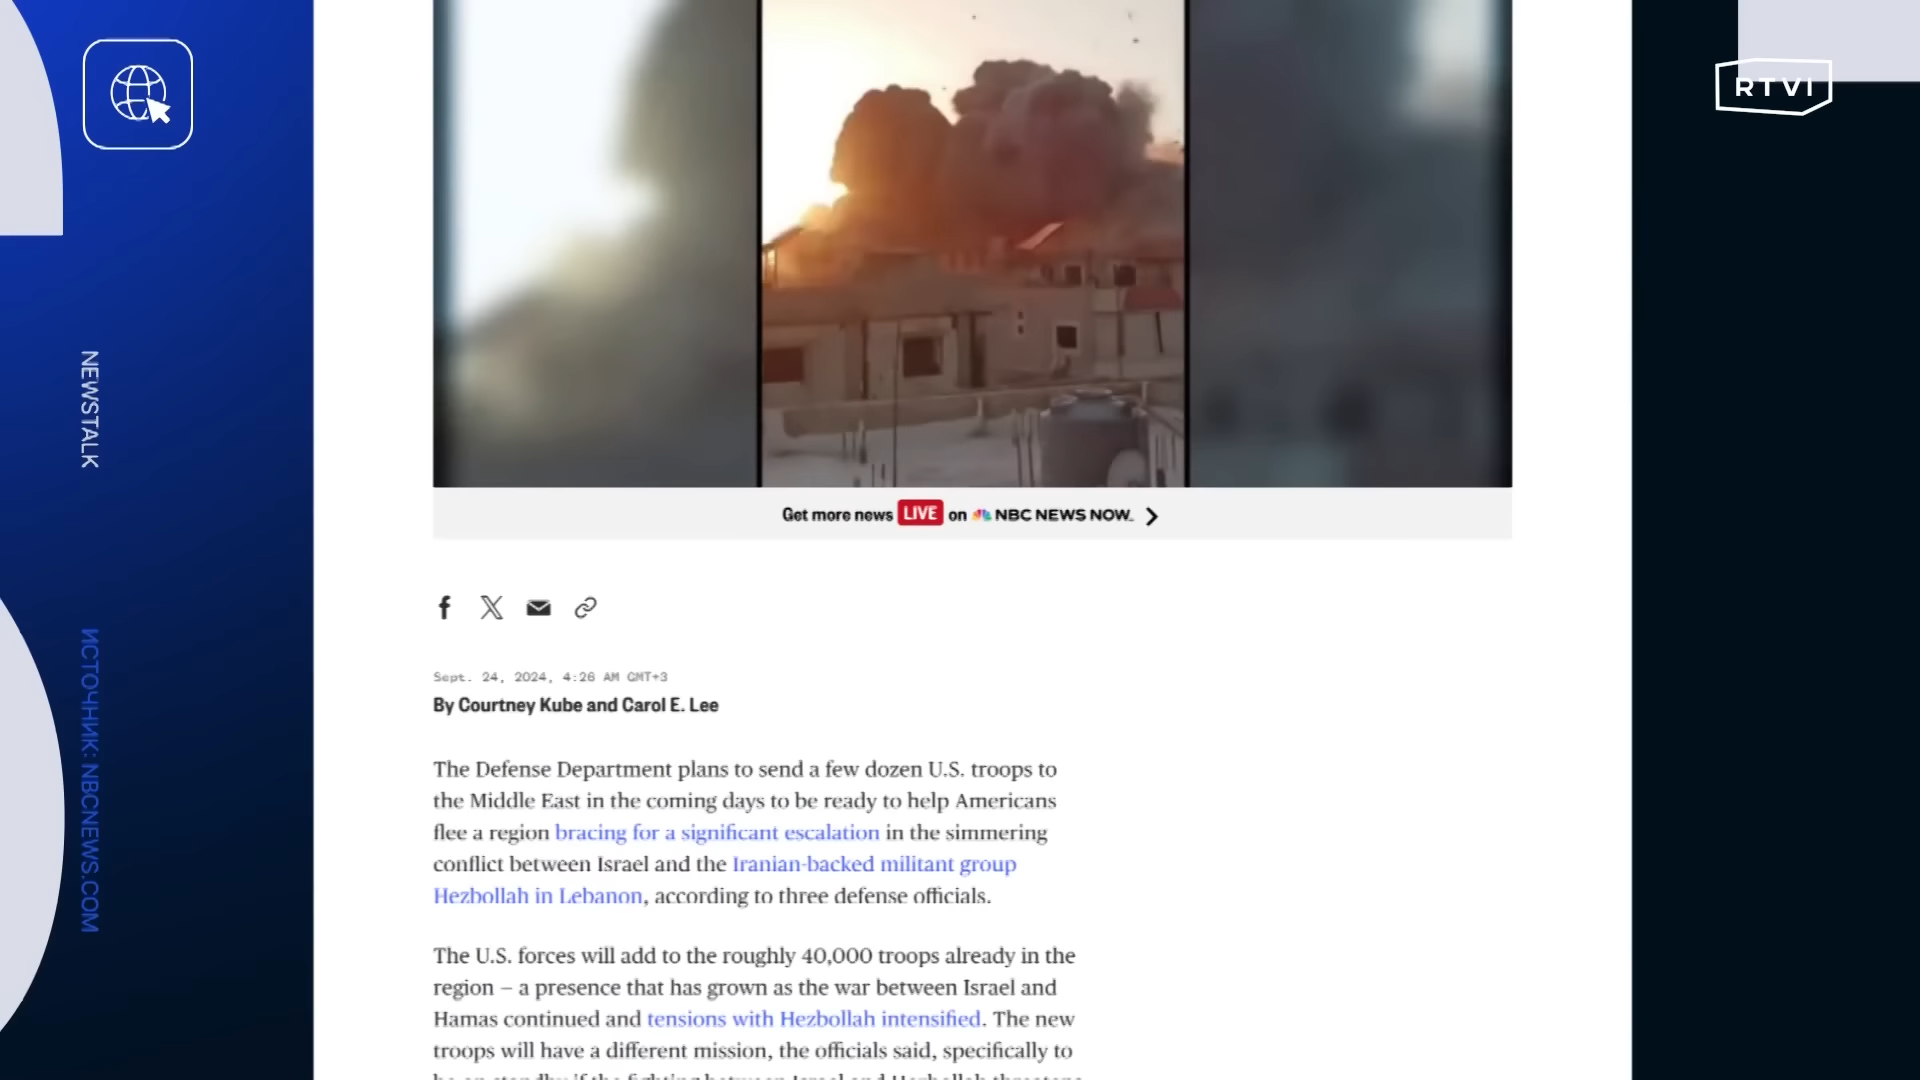 RTVI
NEWSTALK
ИСТОЧНИК: NBCNEWS.COM
Get more news LIVE on NBC NEWS NOW.
Sept. 24, 2024, 4:26 AM GMT+3
By Courtney Kube and Carol E. Lee
The Defense Department plans to send a few dozen U.S. troops to
the Middle East in the coming days to be ready to help Americans
flee a region bracing for a significant escalation in the simmering
conflict between Israel and the Iranian-backed militant group
Hezbollah in Lebanon, according to three defense officials.
The U.S. forces will add to the roughly 40,000 troops already in the
region – a presence that has grown as the war between Israel and
Hamas continued and tensions with Hezbollah intensified. The new
troops will have a different mission, the officials said, specifically to